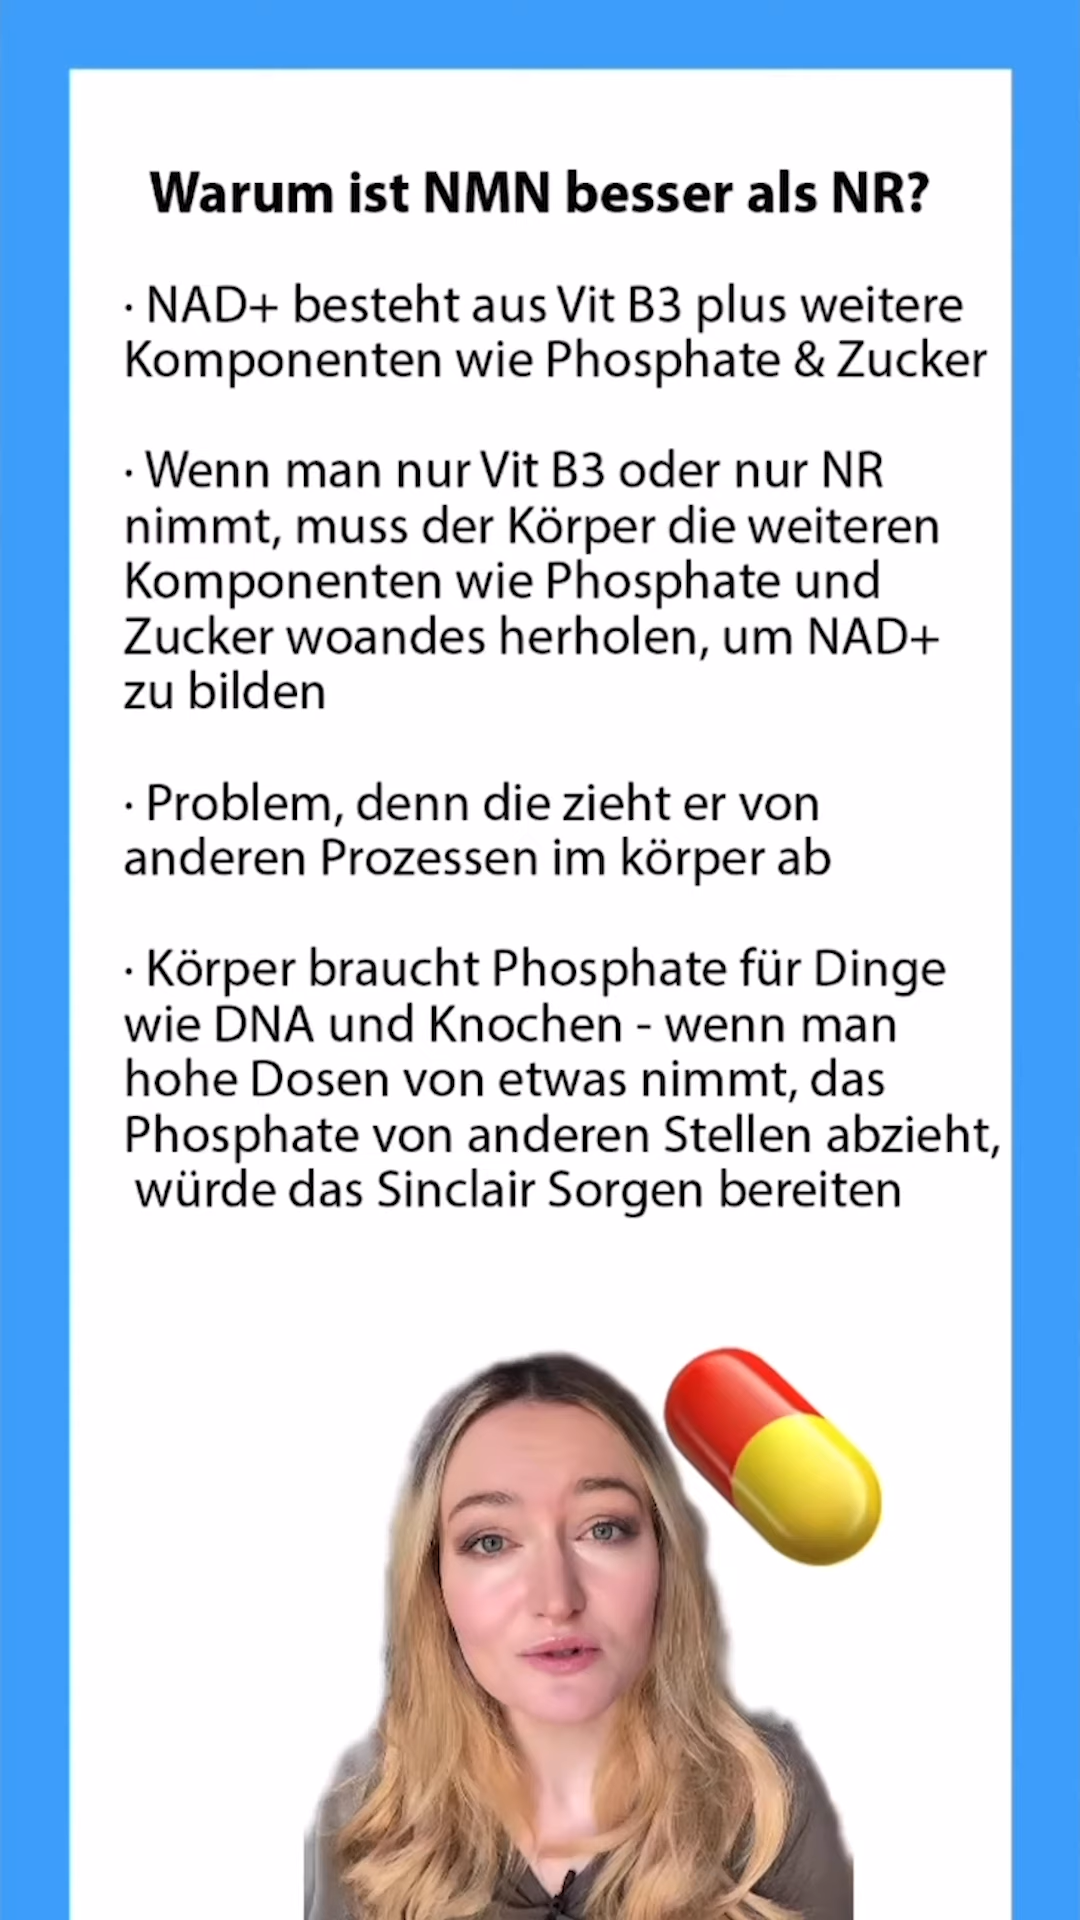 Warum ist NMN besser als NR?
· NAD+ besteht aus Vit B3 plus weitere
Komponenten wie Phosphate & Zucker
· Wenn man nur Vit B3 oder nur NR
nimmt, muss der Körper die weiteren
Komponenten wie Phosphate und
Zucker woandes herholen, um NAD+
zu bilden
· Problem, denn die zieht er von
anderen Prozessen im körper ab
· Körper braucht Phosphate für Dinge
wie DNA und Knochen - wenn man
hohe Dosen von etwas nimmt, das
Phosphate von anderen Stellen abzieht,
würde das Sinclair Sorgen bereiten